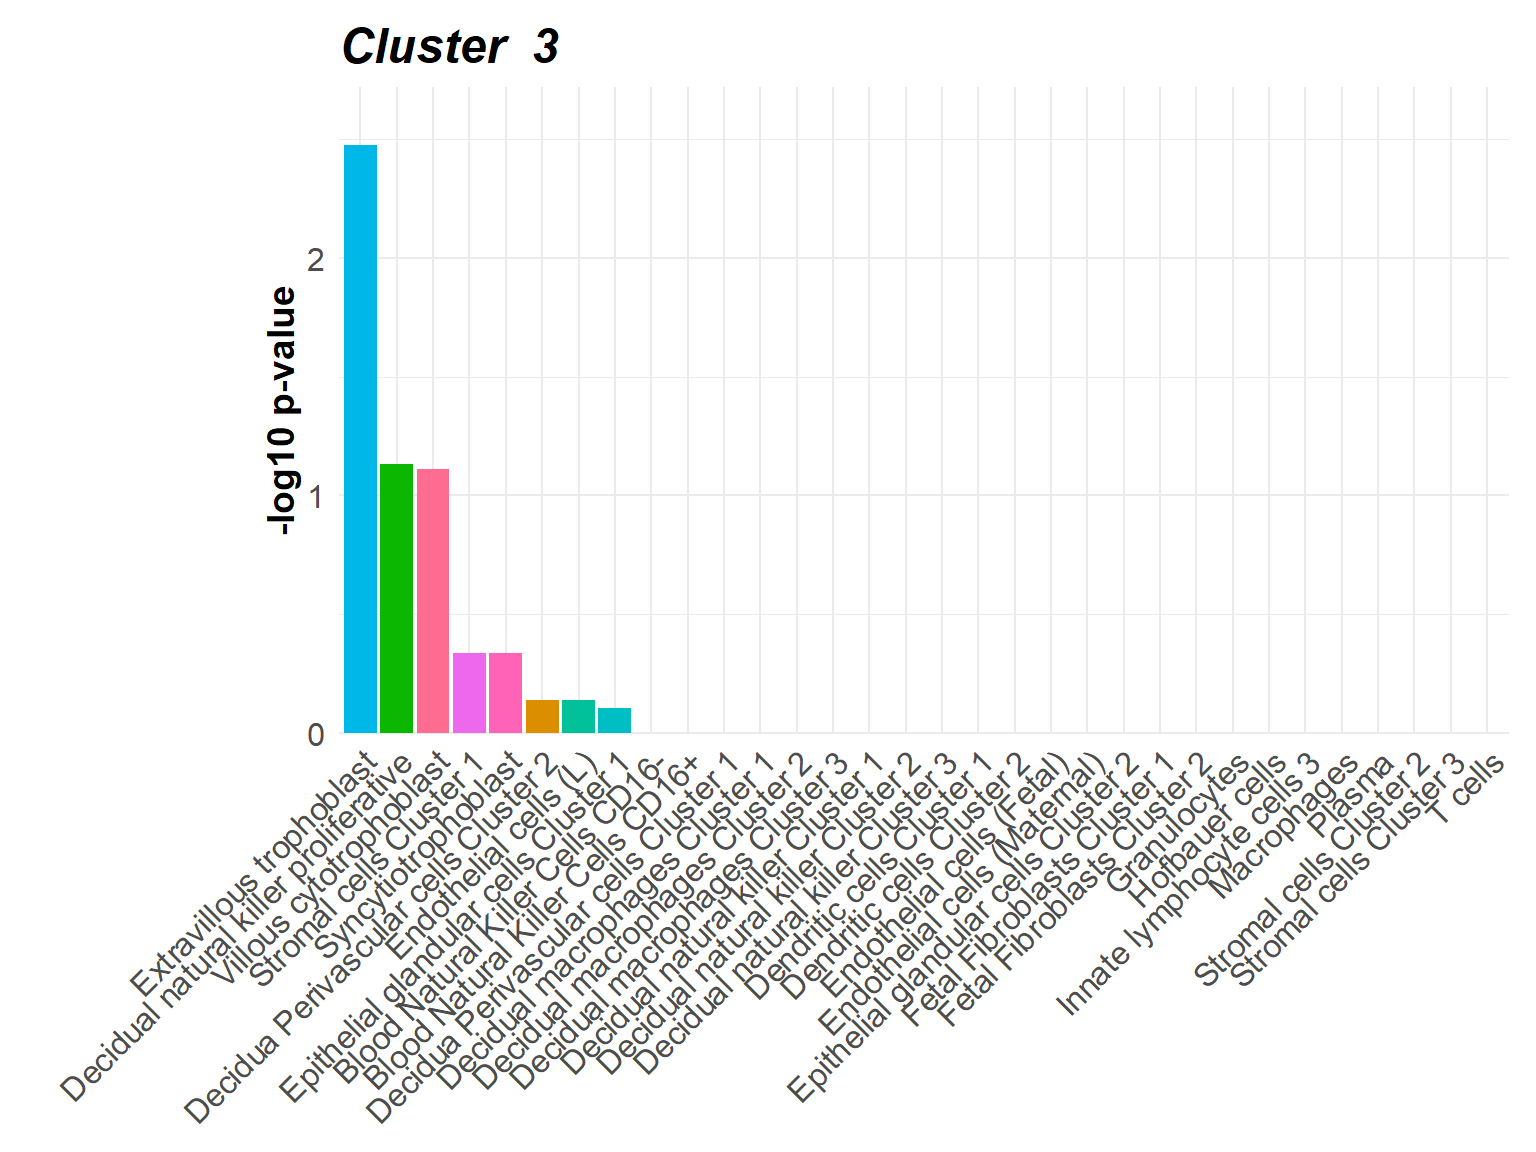 Cluster  3
-log10 p-value
2
1
0
Extravillous trophoblast
Decidual natural killer proliferative
Villous cytotrophoblast
Stromal cells Cluster 1
Syncytiotrophoblast
Decidua Perivascular cells Cluster 2
Endothelial cells (L)
Epithelial glandular cells Cluster 1
Blood Natural Killer Cells CD16-
Blood Natural Killer Cells CD16+
Decidua Perivascular cells Cluster 1
Decidual macrophages Cluster 1
Decidual macrophages Cluster 2
Decidual macrophages Cluster 3
Decidual natural killer Cluster 1
Decidual natural killer Cluster 2
Decidual natural killer Cluster 3
Dendritic cells Cluster 1
Dendritic cells Cluster 2
Endothelial cells (Fetal)
Endothelial cells (Maternal)
Epithelial glandular cells Cluster 2
Fetal Fibroblasts Cluster 1
Fetal Fibroblasts Cluster 2
Granulocytes
Hofbauer cells
Innate lymphocyte cells 3
Macrophages
Plasma
Stromal cells Cluster 2
Stromal cells Cluster 3
T cells